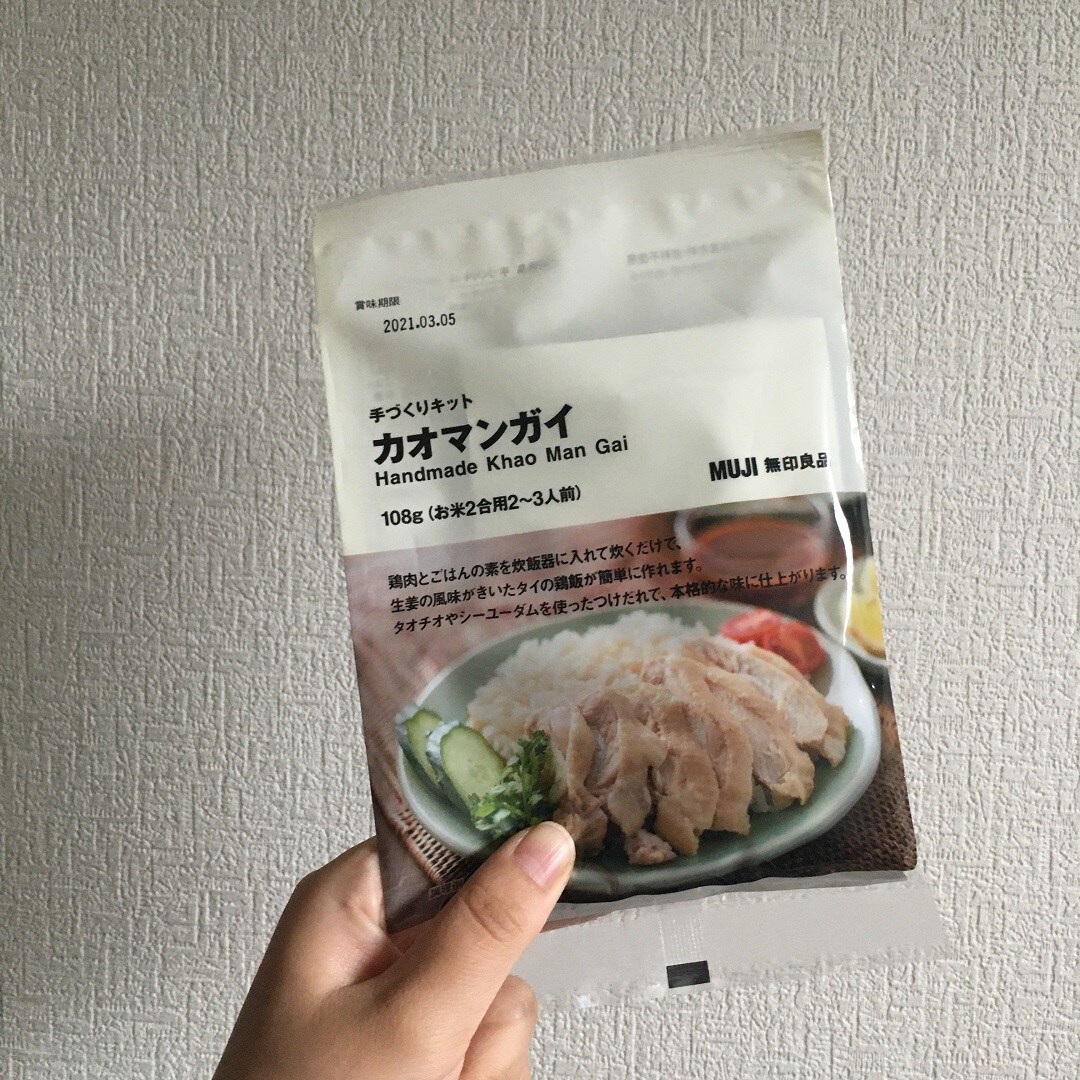 賞味期限
2021.03.05
手づくりキット
カオマンガイ
Handmade Khao Man Gai
MUJI 無印良品
108g (お米2合用2〜3人前)
鶏肉とごはんの素を炊飯器に入れて炊くだけで、
生姜の風味がきいたタイの鶏飯が簡単に作れます。
タオチオやシーユーダムを使ったつけだれで、本格的な味に仕上がります。